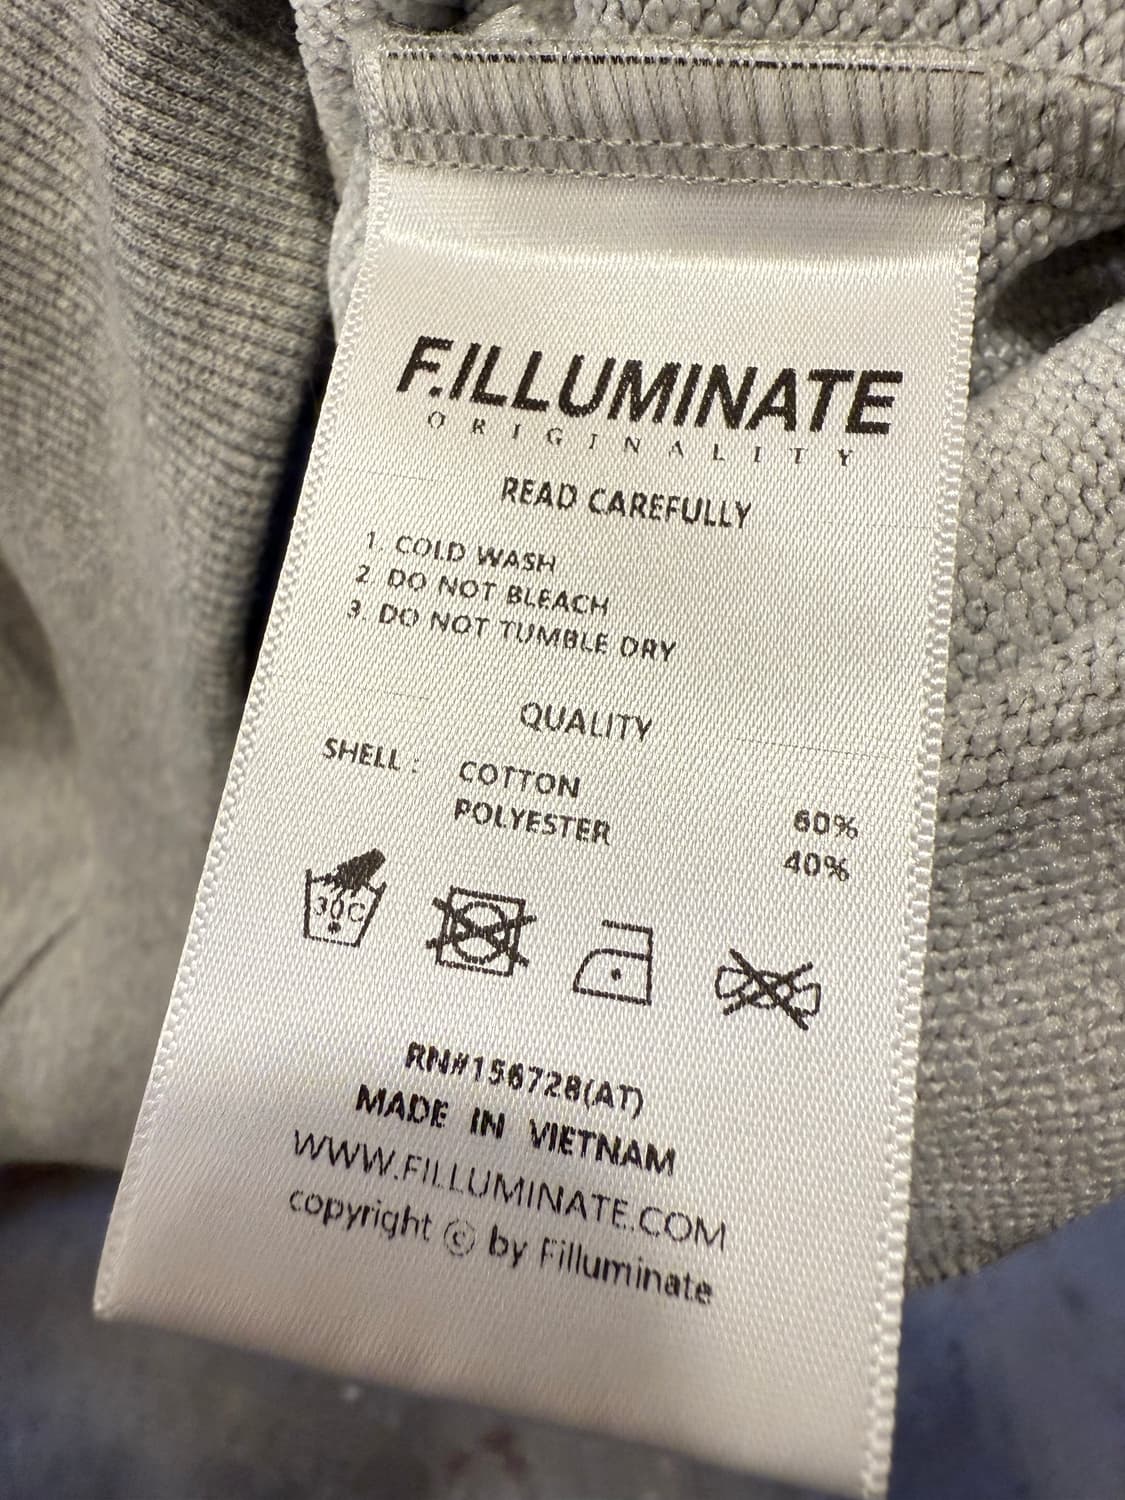 F.ILLUMINATE
ORIGINALITY
READ CAREFULLY
1. COLD WASH
2. DO NOT BLEACH
3. DO NOT TUMBLE DRY
QUALITY
SHELL : COTTON 60%
POLYESTER 40%
30C
RN#156728(AT)
MADE IN VIETNAM
WWW.FILLUMINATE.COM
copyright ⓒ by Filluminate